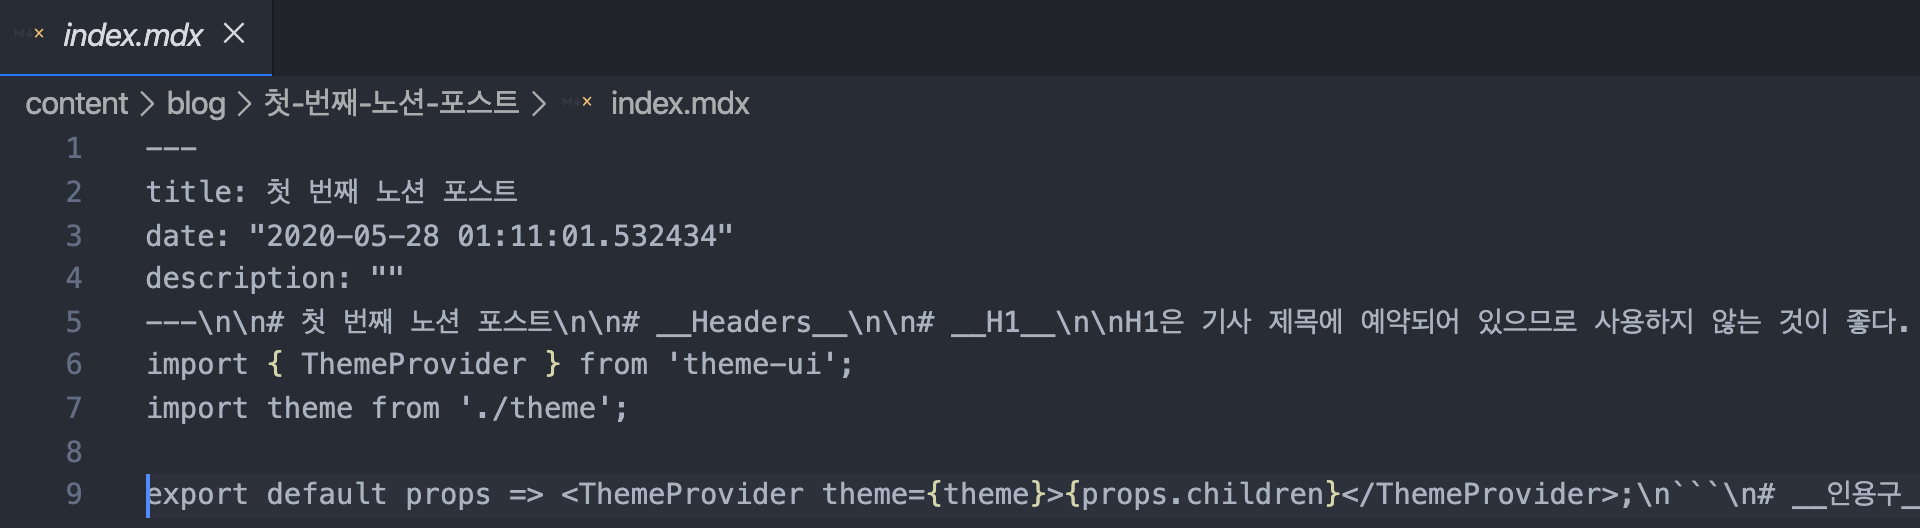 index.mdx
content > blog > 첫-번째-노션-포스트 > index.mdx
1 ---
2 title: 첫 번째 노션 포스트
3 date: "2020-05-28 01:11:01.532434"
4 description: ""
5 ---\n\n# 첫 번째 노션 포스트\n\n# __Headers__\n\n# __H1__\n\nH1은 기사 제목에 예약되어 있으므로 사용하지 않는 것이 좋다.
6 import { ThemeProvider } from 'theme-ui';
7 import theme from './theme';
8
9 export default props => <ThemeProvider theme={theme}>{props.children}</ThemeProvider>;\n```\n# __인용구_